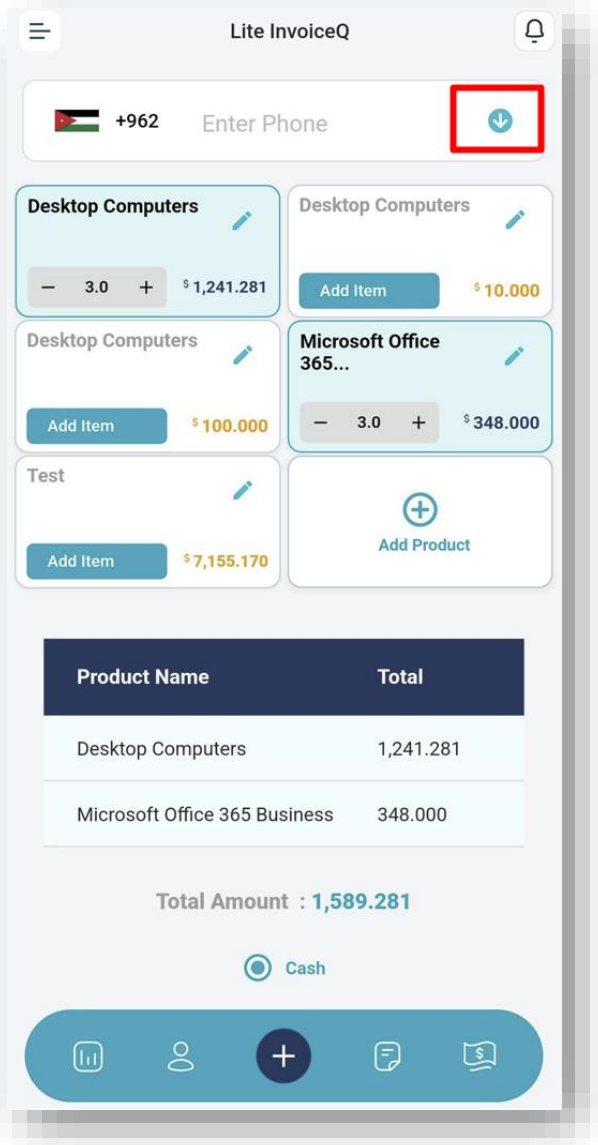 Lite InvoiceQ
+962 Enter Phone
Desktop Computers
− 3.0 + $ 1,241.281
Desktop Computers
Add Item $ 10.000
Desktop Computers
Add Item $ 100.000
Microsoft Office
365...
− 3.0 + $ 348.000
Test
Add Item $ 7,155.170
Add Product
Product Name Total
Desktop Computers 1,241.281
Microsoft Office 365 Business 348.000
Total Amount : 1,589.281
Cash